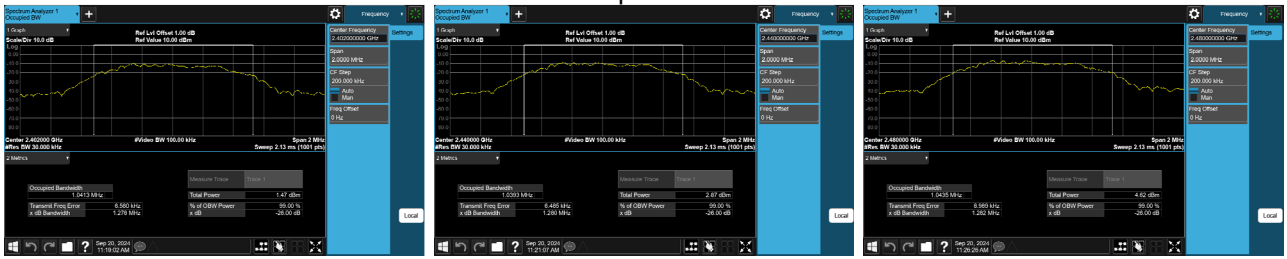 Spectrum Analyzer 1
Occupied BW
Frequency
1 Graph
Scale/Div 10.0 dB
Ref Lvl Offset 1.00 dB
Ref Value 10.00 dBm
Log
Center Frequency
2.402000000 GHz
Settings
Span
2.0000 MHz
CF Step
200.000 kHz
Auto
Man
Freq Offset
0 Hz
Center 2.402000 GHz
#Res BW 30.000 kHz
#Video BW 100.00 kHz
Span 2 MHz
Sweep 2.13 ms (1001 pts)
2 Metrics
Measure Trace
Trace 1
Occupied Bandwidth
1.0413 MHz
Total Power
1.47 dBm
Transmit Freq Error
6.560 kHz
% of OBW Power
99.00 %
x dB Bandwidth
1.278 MHz
x dB
-26.00 dB
Local
Sep 20, 2024
11:19:02 AM
Spectrum Analyzer 1
Occupied BW
Frequency
1 Graph
Scale/Div 10.0 dB
Ref Lvl Offset 1.00 dB
Ref Value 10.00 dBm
Log
Center Frequency
2.440000000 GHz
Settings
Span
2.0000 MHz
CF Step
200.000 kHz
Auto
Man
Freq Offset
0 Hz
Center 2.440000 GHz
#Res BW 30.000 kHz
#Video BW 100.00 kHz
Span 2 MHz
Sweep 2.13 ms (1001 pts)
2 Metrics
Measure Trace
Trace 1
Occupied Bandwidth
1.0393 MHz
Total Power
2.87 dBm
Transmit Freq Error
6.485 kHz
% of OBW Power
99.00 %
x dB Bandwidth
1.260 MHz
x dB
-26.00 dB
Local
Sep 20, 2024
11:21:07 AM
Spectrum Analyzer 1
Occupied BW
Frequency
1 Graph
Scale/Div 10.0 dB
Ref Lvl Offset 1.00 dB
Ref Value 10.00 dBm
Log
Center Frequency
2.480000000 GHz
Settings
Span
2.0000 MHz
CF Step
200.000 kHz
Auto
Man
Freq Offset
0 Hz
Center 2.480000 GHz
#Res BW 30.000 kHz
#Video BW 100.00 kHz
Span 2 MHz
Sweep 2.13 ms (1001 pts)
2 Metrics
Measure Trace
Trace 1
Occupied Bandwidth
1.0435 MHz
Total Power
4.62 dBm
Transmit Freq Error
6.989 kHz
% of OBW Power
99.00 %
x dB Bandwidth
1.262 MHz
x dB
-26.00 dB
Local
Sep 20, 2024
11:26:26 AM